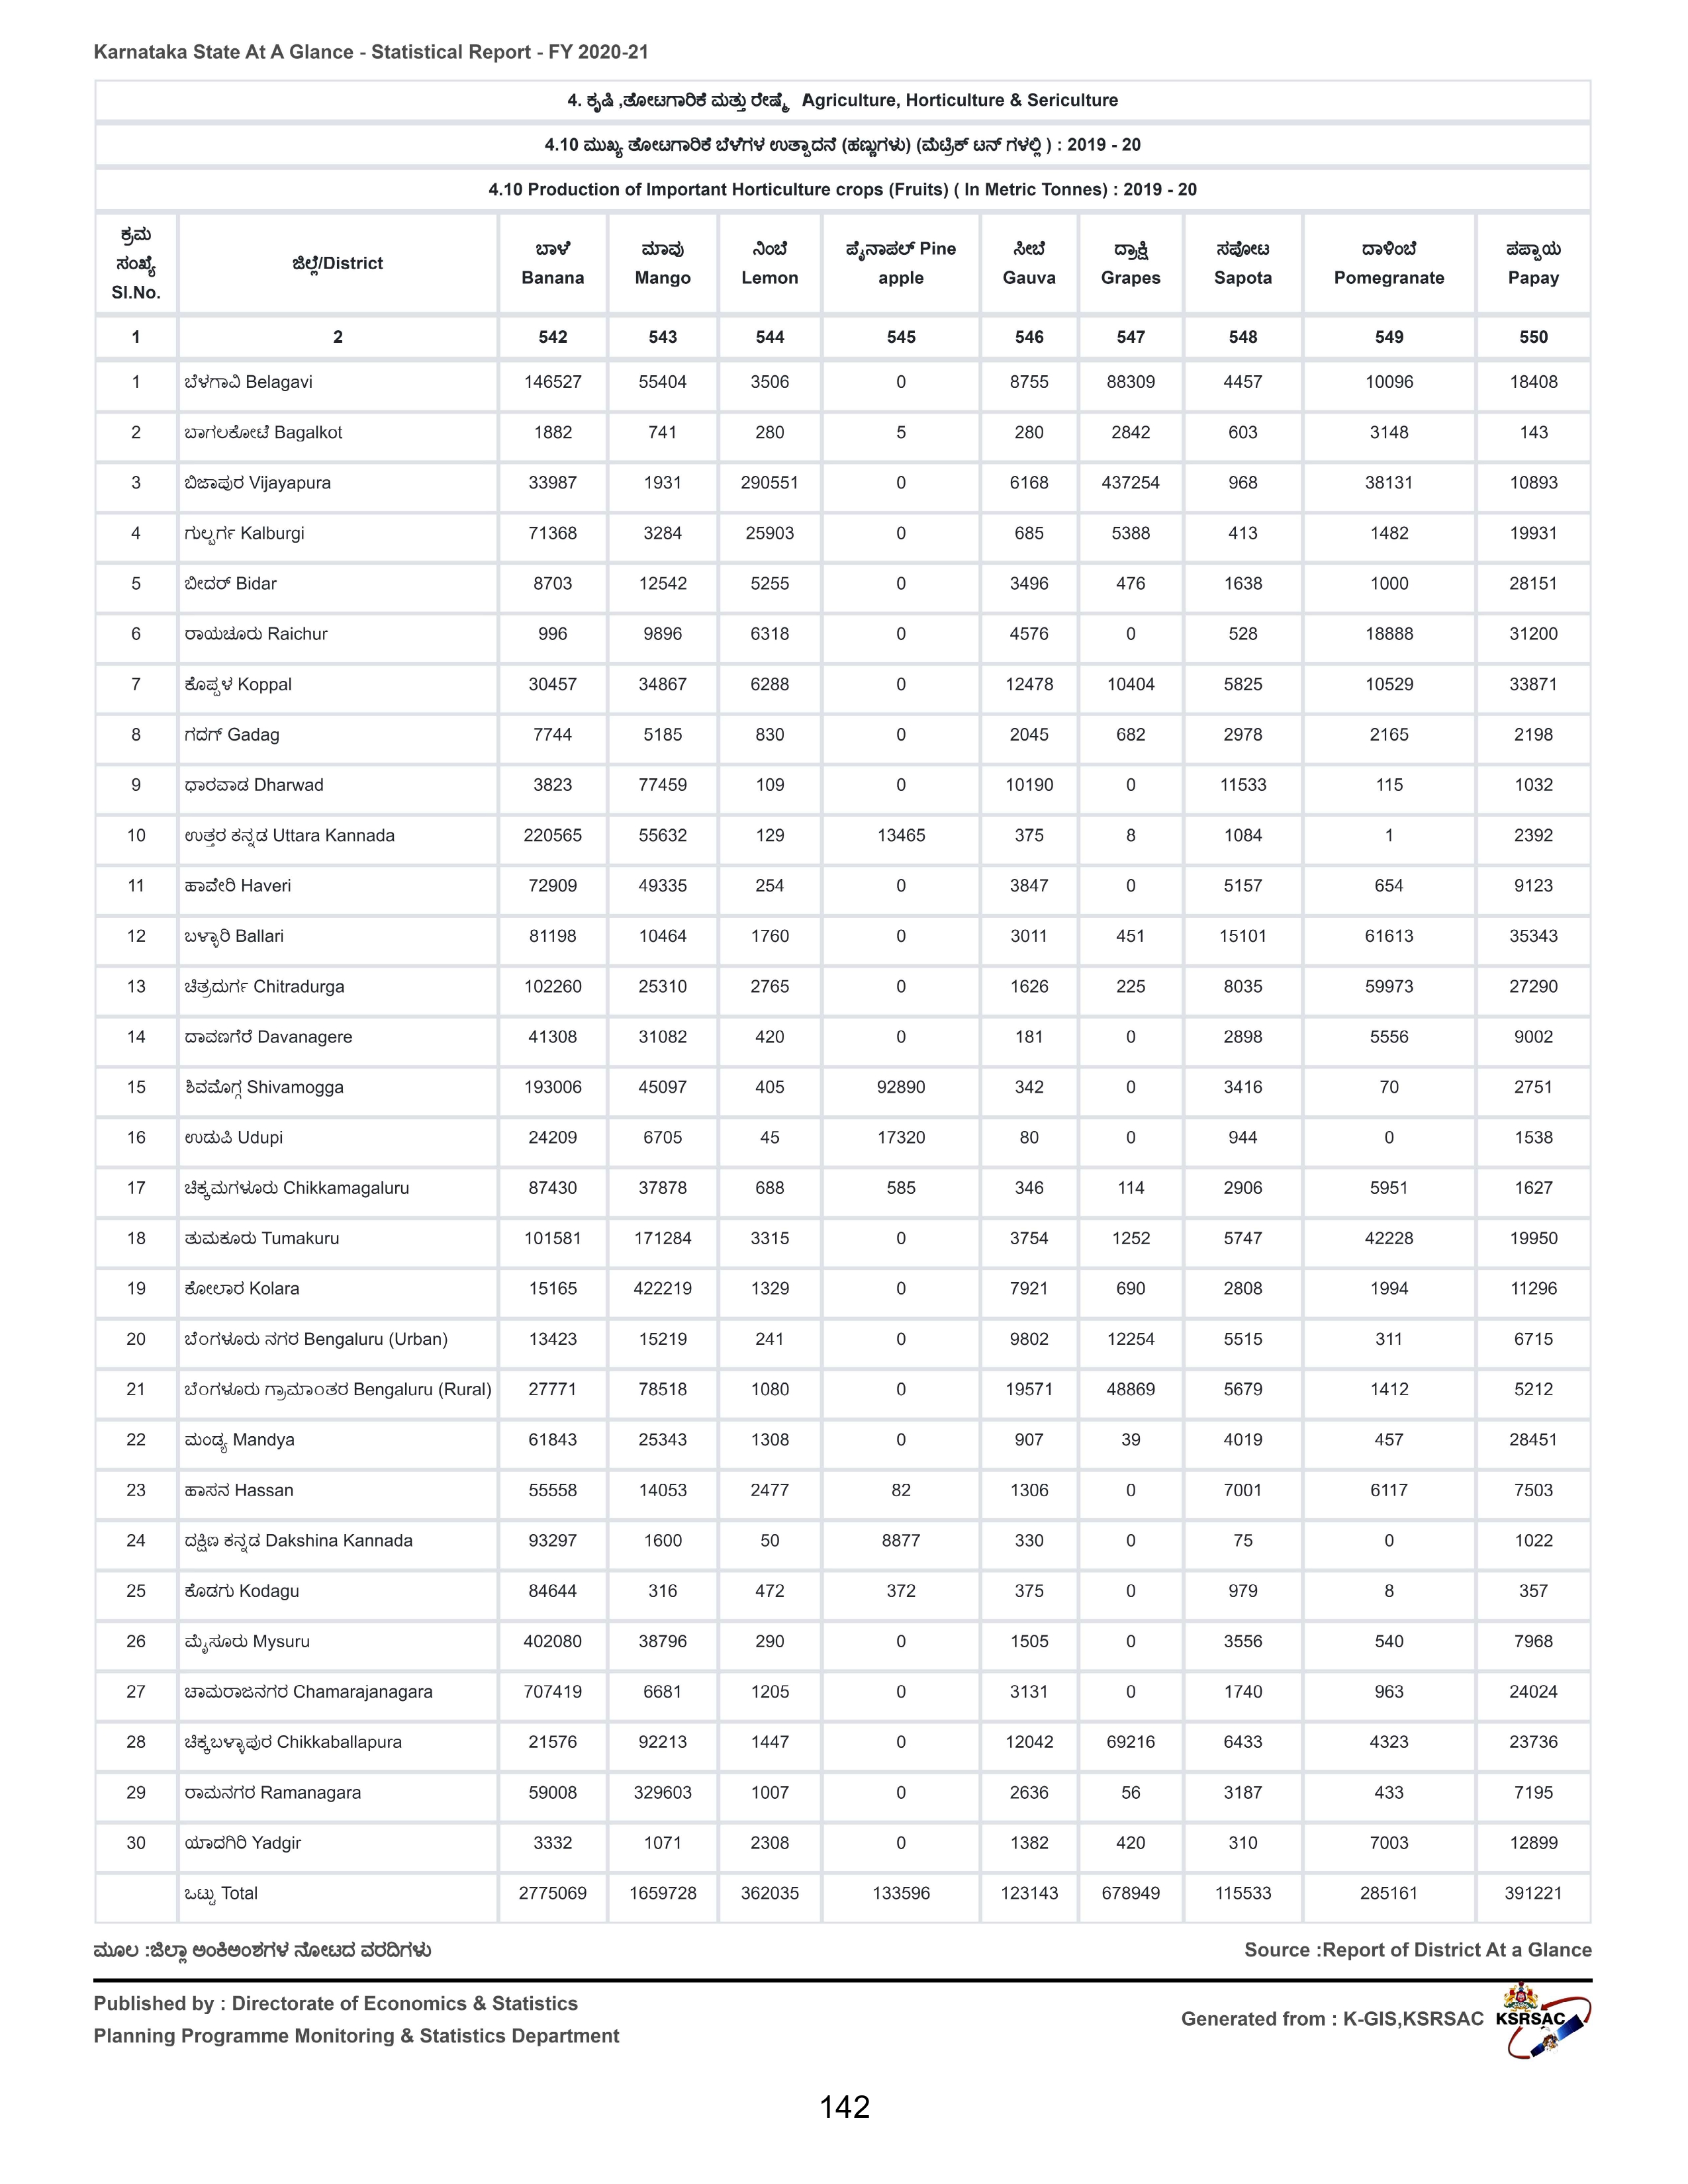 Karnataka State At A Glance - Statistical Report - FY 2020-21
4. ಕೃಷಿ ,ತೋಟಗಾರಿಕೆ ಮತ್ತು ರೇಷ್ಮೆ Agriculture, Horticulture & Sericulture
4.10 ಮುಖ್ಯ ತೋಟಗಾರಿಕೆ ಬೆಳೆಗಳ ಉತ್ಪಾದನೆ (ಹಣ್ಣುಗಳು) (ಮೆಟ್ರಿಕ್ ಟನ್ ಗಳಲ್ಲಿ ) : 2019 - 20
4.10 Production of Important Horticulture crops (Fruits) ( In Metric Tonnes) : 2019 - 20
ಕ್ರಮ ಸಂಖ್ಯೆ Sl.No. ಜಿಲ್ಲೆ/District ಬಾಳೆ Banana ಮಾವು Mango ನಿಂಬೆ Lemon ಪೈನಾಪಲ್ Pine apple ಸೀಬೆ Gauva ದ್ರಾಕ್ಷಿ Grapes ಸಪೋಟ Sapota ದಾಳಿಂಬೆ Pomegranate ಪಪ್ಪಾಯ Papay
1 2 542 543 544 545 546 547 548 549 550
1 ಬೆಳಗಾವಿ Belagavi 146527 55404 3506 0 8755 88309 4457 10096 18408
2 ಬಾಗಲಕೋಟೆ Bagalkot 1882 741 280 5 280 2842 603 3148 143
3 ಬಿಜಾಪುರ Vijayapura 33987 1931 290551 0 6168 437254 968 38131 10893
4 ಗುಲ್ಬರ್ಗ Kalburgi 71368 3284 25903 0 685 5388 413 1482 19931
5 ಬೀದರ್ Bidar 8703 12542 5255 0 3496 476 1638 1000 28151
6 ರಾಯಚೂರು Raichur 996 9896 6318 0 4576 0 528 18888 31200
7 ಕೊಪ್ಪಳ Koppal 30457 34867 6288 0 12478 10404 5825 10529 33871
8 ಗದಗ್ Gadag 7744 5185 830 0 2045 682 2978 2165 2198
9 ಧಾರವಾಡ Dharwad 3823 77459 109 0 10190 0 11533 115 1032
10 ಉತ್ತರ ಕನ್ನಡ Uttara Kannada 220565 55632 129 13465 375 8 1084 1 2392
11 ಹಾವೇರಿ Haveri 72909 49335 254 0 3847 0 5157 654 9123
12 ಬಳ್ಳಾರಿ Ballari 81198 10464 1760 0 3011 451 15101 61613 35343
13 ಚಿತ್ರದುರ್ಗ Chitradurga 102260 25310 2765 0 1626 225 8035 59973 27290
14 ದಾವಣಗೆರೆ Davanagere 41308 31082 420 0 181 0 2898 5556 9002
15 ಶಿವಮೊಗ್ಗ Shivamogga 193006 45097 405 92890 342 0 3416 70 2751
16 ಉಡುಪಿ Udupi 24209 6705 45 17320 80 0 944 0 1538
17 ಚಿಕ್ಕಮಗಳೂರು Chikkamagaluru 87430 37878 688 585 346 114 2906 5951 1627
18 ತುಮಕೂರು Tumakuru 101581 171284 3315 0 3754 1252 5747 42228 19950
19 ಕೋಲಾರ Kolara 15165 422219 1329 0 7921 690 2808 1994 11296
20 ಬೆಂಗಳೂರು ನಗರ Bengaluru (Urban) 13423 15219 241 0 9802 12254 5515 311 6715
21 ಬೆಂಗಳೂರು ಗ್ರಾಮಾಂತರ Bengaluru (Rural) 27771 78518 1080 0 19571 48869 5679 1412 5212
22 ಮಂಡ್ಯ Mandya 61843 25343 1308 0 907 39 4019 457 28451
23 ಹಾಸನ Hassan 55558 14053 2477 82 1306 0 7001 6117 7503
24 ದಕ್ಷಿಣ ಕನ್ನಡ Dakshina Kannada 93297 1600 50 8877 330 0 75 0 1022
25 ಕೊಡಗು Kodagu 84644 316 472 372 375 0 979 8 357
26 ಮೈಸೂರು Mysuru 402080 38796 290 0 1505 0 3556 540 7968
27 ಚಾಮರಾಜನಗರ Chamarajanagara 707419 6681 1205 0 3131 0 1740 963 24024
28 ಚಿಕ್ಕಬಳ್ಳಾಪುರ Chikkaballapura 21576 92213 1447 0 12042 69216 6433 4323 23736
29 ರಾಮನಗರ Ramanagara 59008 329603 1007 0 2636 56 3187 433 7195
30 ಯಾದಗಿರಿ Yadgir 3332 1071 2308 0 1382 420 310 7003 12899
ಒಟ್ಟು Total 2775069 1659728 362035 133596 123143 678949 115533 285161 391221
ಮೂಲ :ಜಿಲ್ಲಾ ಅಂಕಿಅಂಶಗಳ ನೋಟದ ವರದಿಗಳು Source :Report of District At a Glance
Published by : Directorate of Economics & Statistics
Planning Programme Monitoring & Statistics Department
Generated from : K-GIS,KSRSAC KSRSAC
142